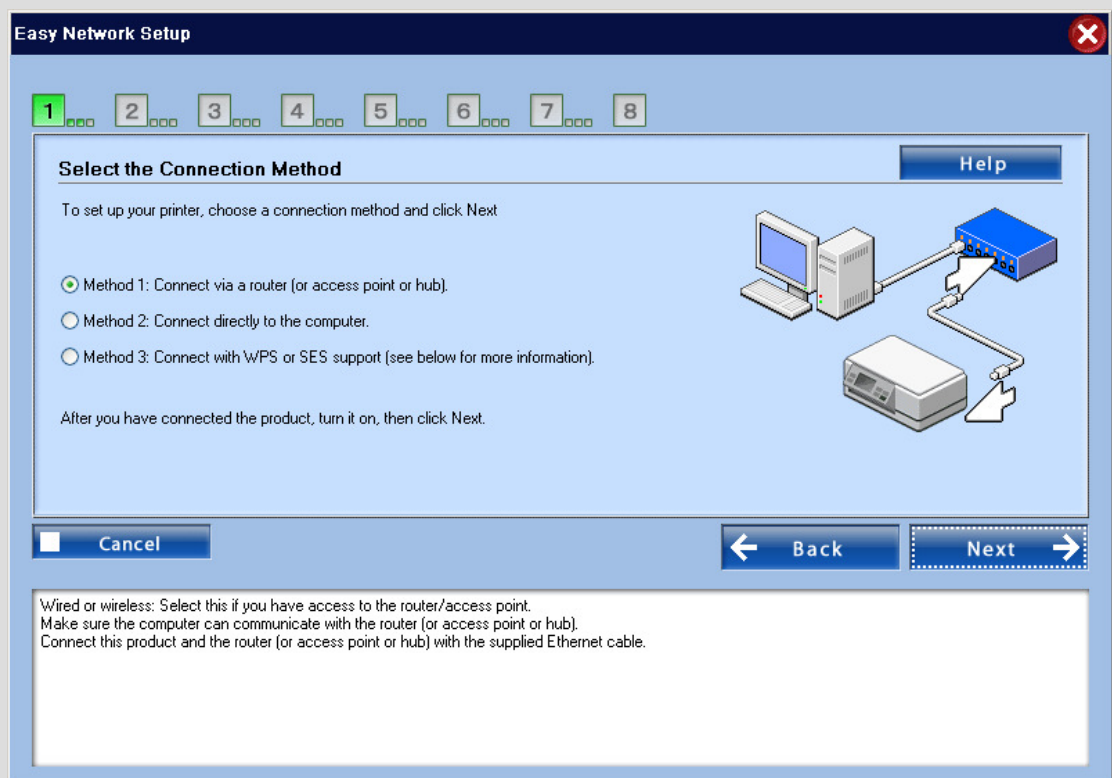 Easy Network Setup
1 2 3 4 5 6 7 8
Select the Connection Method
Help
To set up your printer, choose a connection method and click Next
Method 1: Connect via a router (or access point or hub).
Method 2: Connect directly to the computer.
Method 3: Connect with WPS or SES support (see below for more information).
After you have connected the product, turn it on, then click Next.
Cancel
Back
Next
Wired or wireless: Select this if you have access to the router/access point.
Make sure the computer can communicate with the router (or access point or hub).
Connect this product and the router (or access point or hub) with the supplied Ethernet cable.